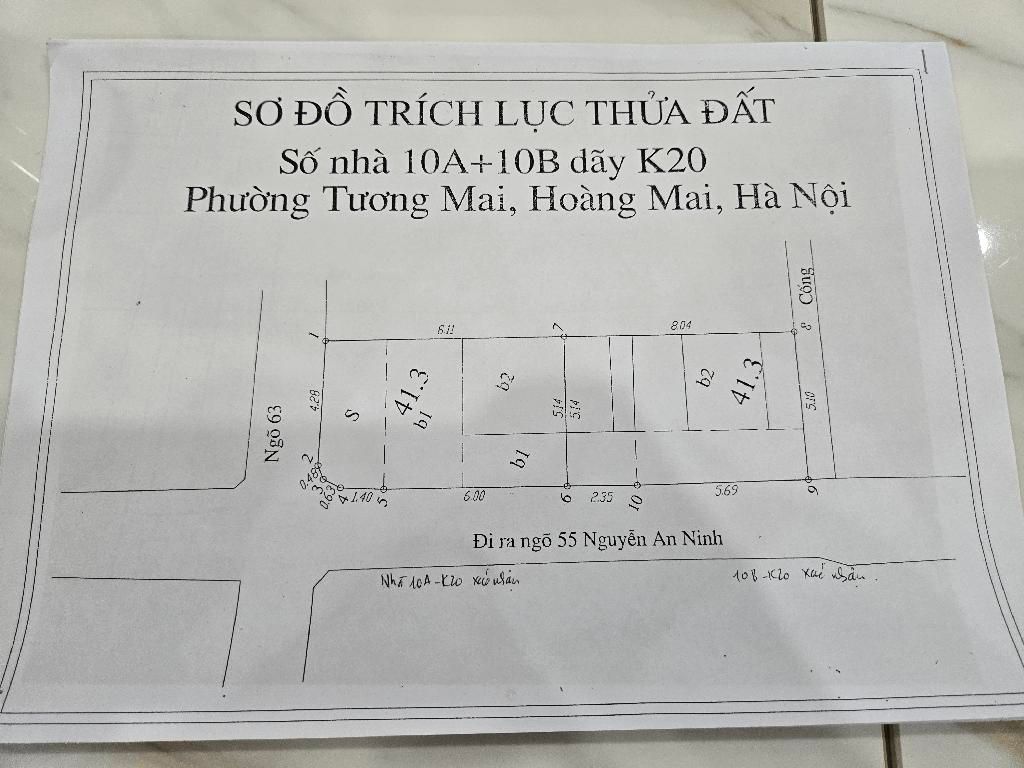 SƠ ĐỒ TRÍCH LỤC THỬA ĐẤT
Số nhà 10A+10B dãy K20
Phường Tương Mai, Hoàng Mai, Hà Nội
Cống
1
6.11
7
8.04
8
4.28
S
41.3
b1
b2
5.14
5.14
b2
41.3
5.10
Ngõ 63
b1
2
0.48
3
0.63
4
1.40
5
6.00
6
2.35
10
5.69
9
Đi ra ngõ 55 Nguyễn An Ninh
Nhà 10A-K20 xác nhận
10B-K20 xác nhận.